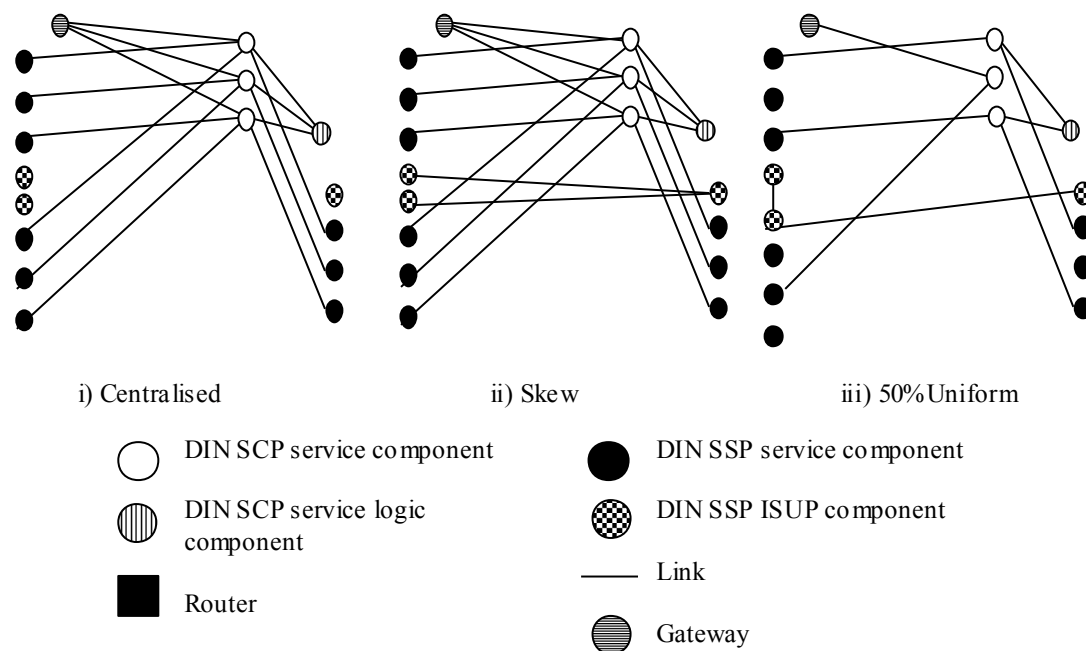 i) Centralised
ii) Skew
iii) 50%Uniform
DIN SCP service component
DIN SCP service logic
component
Router
DIN SSP service component
DIN SSP ISUP component
Link
Gateway